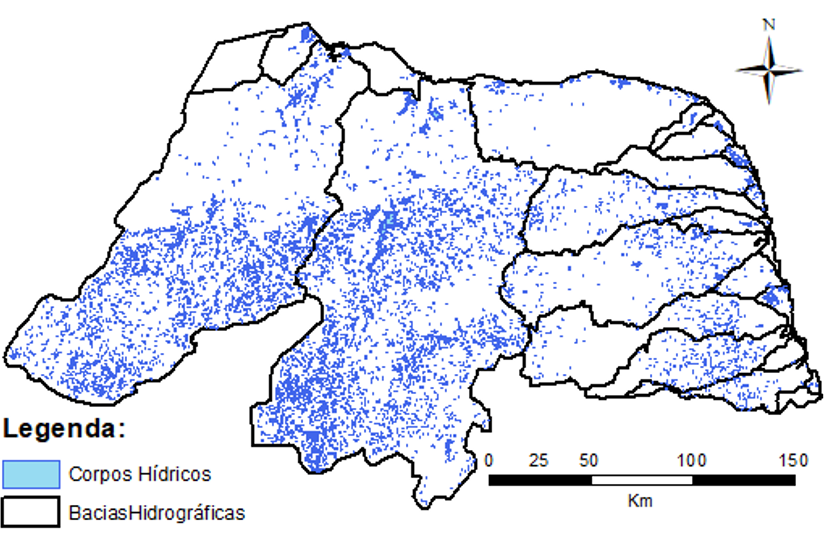 N
Legenda:
Corpos Hídricos
BaciasHidrográficas
0 25 50 100 150
Km